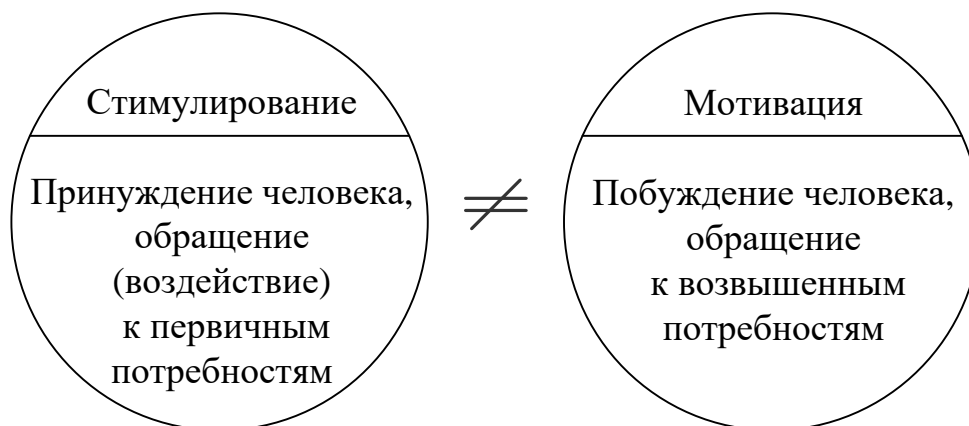 Стимулирование
Принуждение человека,
обращение
(воздействие)
к первичным
потребностям
≠
Мотивация
Побуждение человека,
обращение
к возвышенным
потребностям